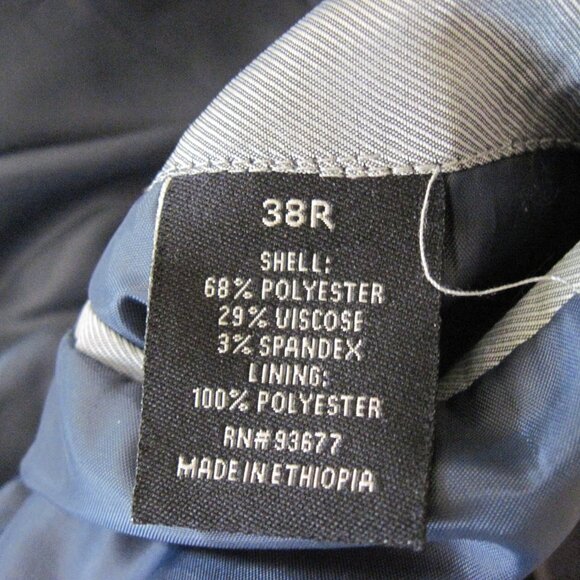 38R
SHELL:
68% POLYESTER
29% VISCOSE
3% SPANDEX
LINING:
100% POLYESTER
RN# 93677
MADE IN ETHIOPIA